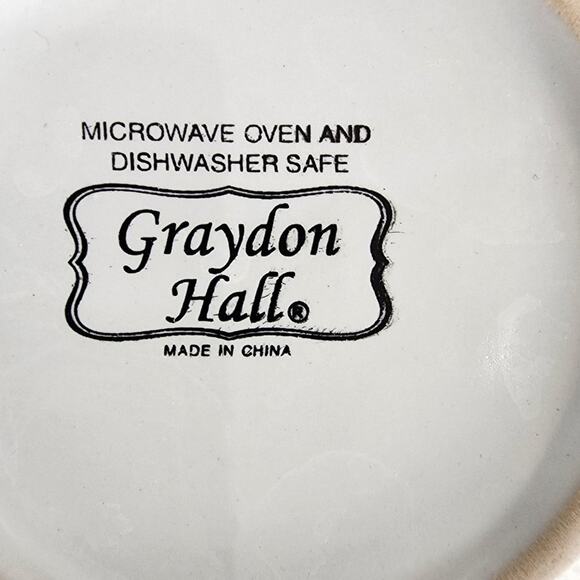 MICROWAVE OVEN AND
DISHWASHER SAFE
Graydon
Hall®
MADE IN CHINA